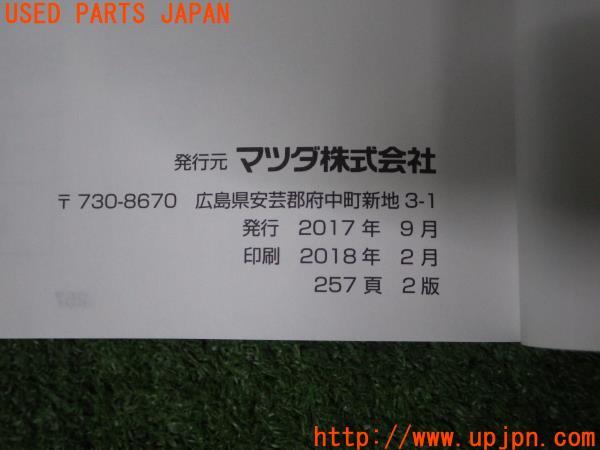 USED PARTS JAPAN
発行元 マツダ株式会社
〒730-8670 広島県安芸郡府中町新地 3-1
発行 2017年 9月
印刷 2018年 2月
257頁 2版
257
http://www.upjpn.com/